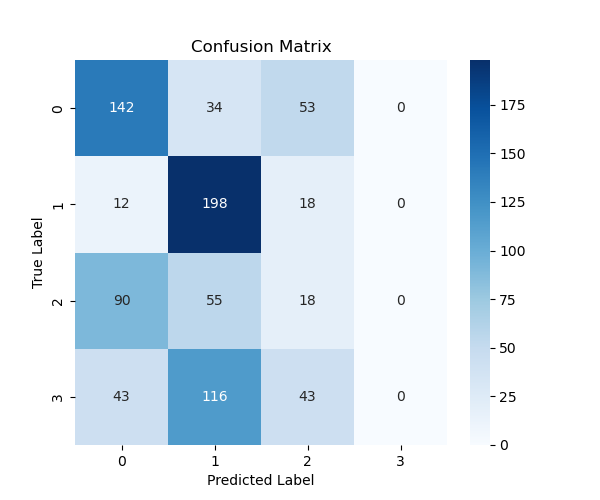 Confusion Matrix
0 142 34 53 0
1 12 198 18 0
2 90 55 18 0
3 43 116 43 0
0 1 2 3
True Label
Predicted Label
175
150
125
100
75
50
25
0